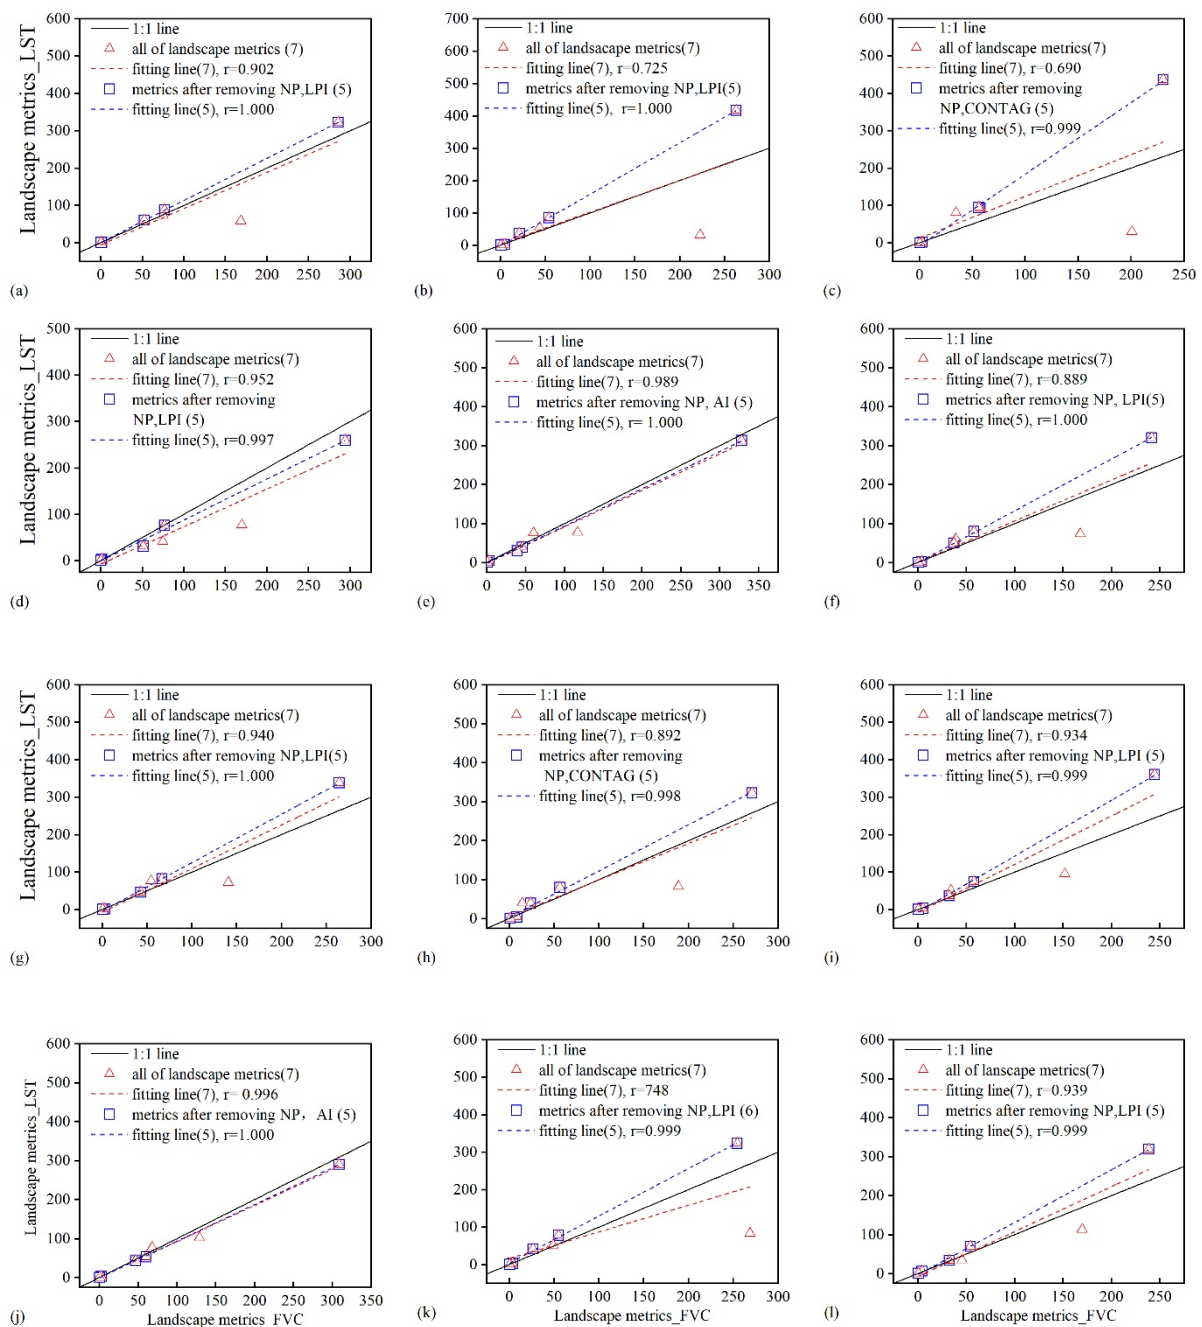 600
500
400
300
200
100
0
0 50 100 150 200 250 300
Landscape metrics_LST
1:1 line
all of landscape metrics (7)
fitting line(7), r=0.902
metrics after removing NP,LPI (5)
fitting line(5), r=1.000
(a)
700
600
500
400
300
200
100
0
0 50 100 150 200 250 300
1:1 line
all of landsacape metrics(7)
fitting line(7), r=0.725
metrics after removing NP,LPI(5)
fitting line(5), r=1.000
(b)
600
500
400
300
200
100
0
0 50 100 150 200 250
1:1 line
all of landscape metrics(7)
fitting line(7), r=0.690
metrics after removing
NP,CONTAG (5)
fitting line(5), r=0.999
(c)
500
400
300
200
100
0
0 50 100 150 200 250 300
Landscape metrics_LST
1:1 line
all of landscape metrics(7)
fitting line(7), r=0.952
metrics after removing
NP,LPI (5)
fitting line(5), r=0.997
(d)
600
500
400
300
200
100
0
0 50 100 150 200 250 300 350
1:1 line
all of landscape metrics(7)
fitting line(7), r=0.989
metrics after removing NP, AI (5)
fitting line(5), r= 1.000
(e)
600
500
400
300
200
100
0
0 50 100 150 200 250
1:1 line
all of landscape metrics(7)
fitting line(7), r=0.889
metrics after removing NP, LPI(5)
fitting line(5), r=1.000
(f)
600
500
400
300
200
100
0
0 50 100 150 200 250 300
Landscape metrics_LST
1:1 line
all of landscape metrics(7)
fitting line(7), r=0.940
metrics after removing NP,LPI(5)
fitting line(5), r=1.000
(g)
600
500
400
300
200
100
0
0 50 100 150 200 250 300
1:1 line
all of landscape metrics(7)
fitting line(7), r=0.892
metrics after removing
NP,CONTAG (5)
fitting line(5), r=0.998
(h)
600
500
400
300
200
100
0
0 50 100 150 200 250
1:1 line
all of landscape metrics(7)
fitting line(7), r=0.934
metrics after removing NP,LPI (5)
fitting line(5), r=0.999
(i)
600
500
400
300
200
100
0
0 50 100 150 200 250 300 350
Landscape metrics_LST
1:1 line
all of landscape metrics(7)
fitting line(7), r= 0.996
metrics after removing NP，AI (5)
fitting line(5), r=1.000
(j)
Landscape metrics_FVC
600
500
400
300
200
100
0
0 50 100 150 200 250 300
1:1 line
all of landscape metrics(7)
fitting line(7), r=748
metrics after removing NP,LPI (6)
fitting line(5), r=0.999
(k)
Landscape metrics_FVC
600
500
400
300
200
100
0
0 50 100 150 200 250
1:1 line
all of lanscape metrics(7)
fitting line(7), r=0.939
metrics after removing NP,LPI (5)
fitting line(5), r=0.999
(l)
Landscape metrics_FVC